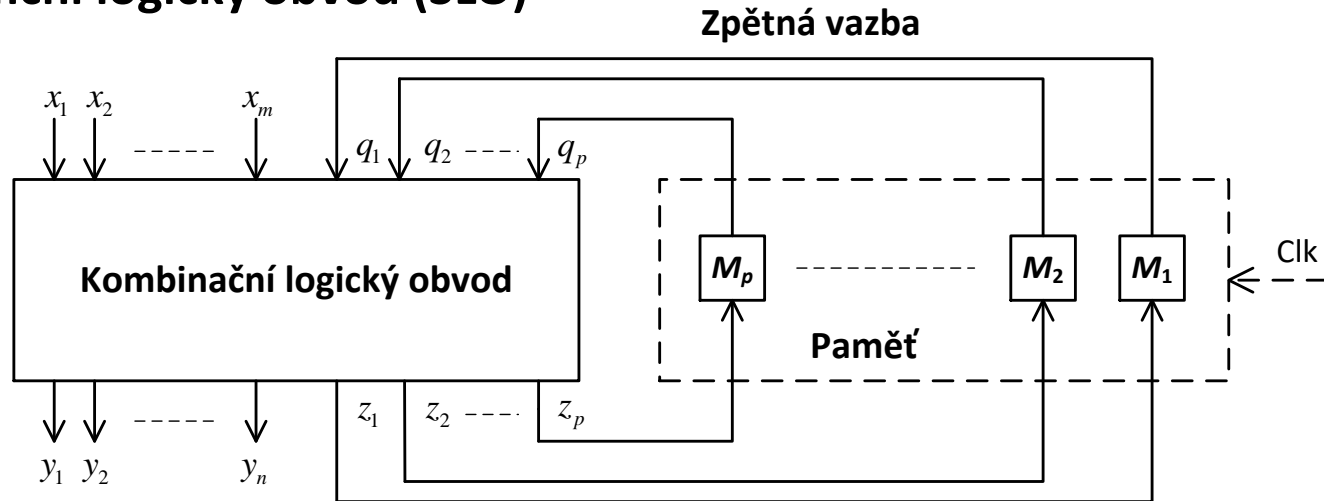 Zpětná vazba
x₁ x₂ ----- xₘ
q₁ q₂ ---- qₚ
Clk
Mₚ ---------- M₂ M₁
Kombinační logický obvod
Paměť
z₁ z₂ ---- zₚ
y₁ y₂ ----- yₙ